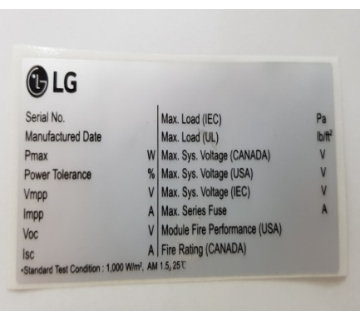 LG
Serial No. Max. Load (IEC) Pa
Manufactured Date Max. Load (UL) lb/ft²
Pmax W Max. Sys. Voltage (CANADA) V
Power Tolerance % Max. Sys. Voltage (USA) V
Vmpp V Max. Sys. Voltage (IEC) V
Impp A Max. Series Fuse A
Voc V Module Fire Performance (USA)
Isc A Fire Rating (CANADA)
*Standard Test Condition : 1,000 W/m², AM 1.5, 25℃